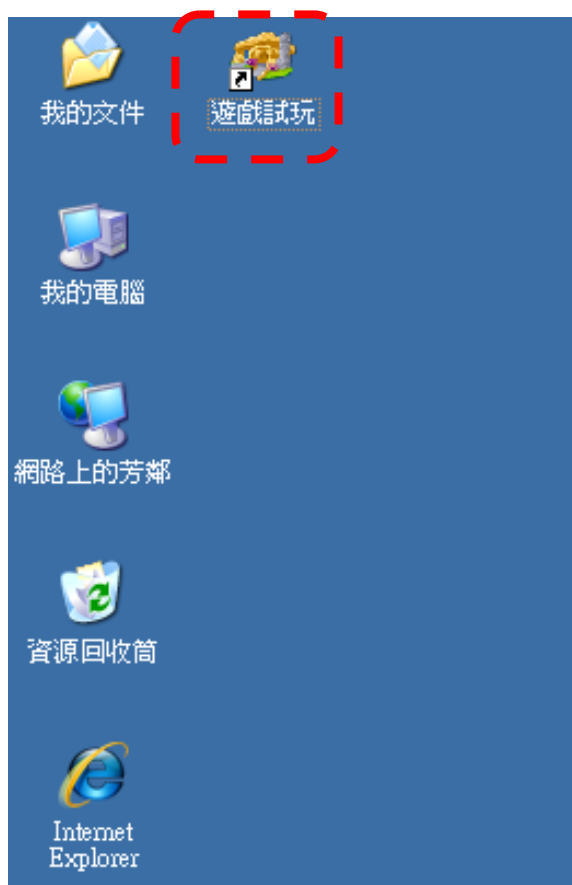 我的文件
遊戲試玩
我的電腦
網路上的芳鄰
資源回收筒
Internet
Explorer